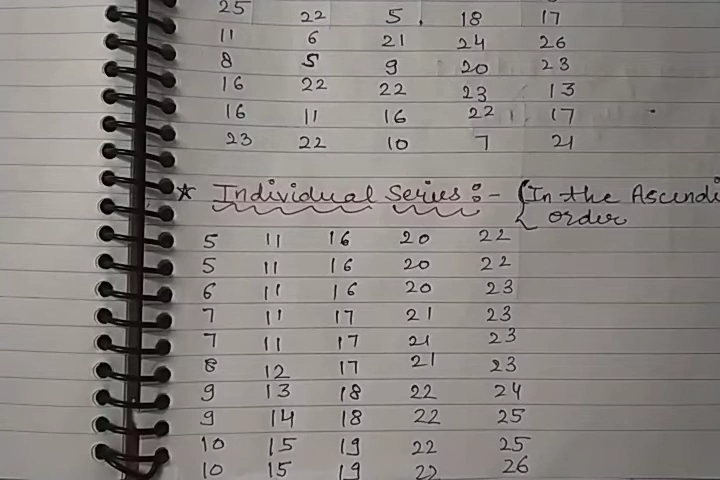 25 22 5 18 17
11 6 21 24 26
8 5 9 20 23
16 22 22 23 13
16 11 16 22 17
23 22 10 7 21
* Individual Series :- (In the Ascendi
order
5 11 16 20 22
5 11 16 20 22
6 11 16 20 23
7 11 17 21 23
7 11 17 21 23
8 12 17 21 23
9 13 18 22 24
9 14 18 22 25
10 15 19 22 25
10 15 19 22 26